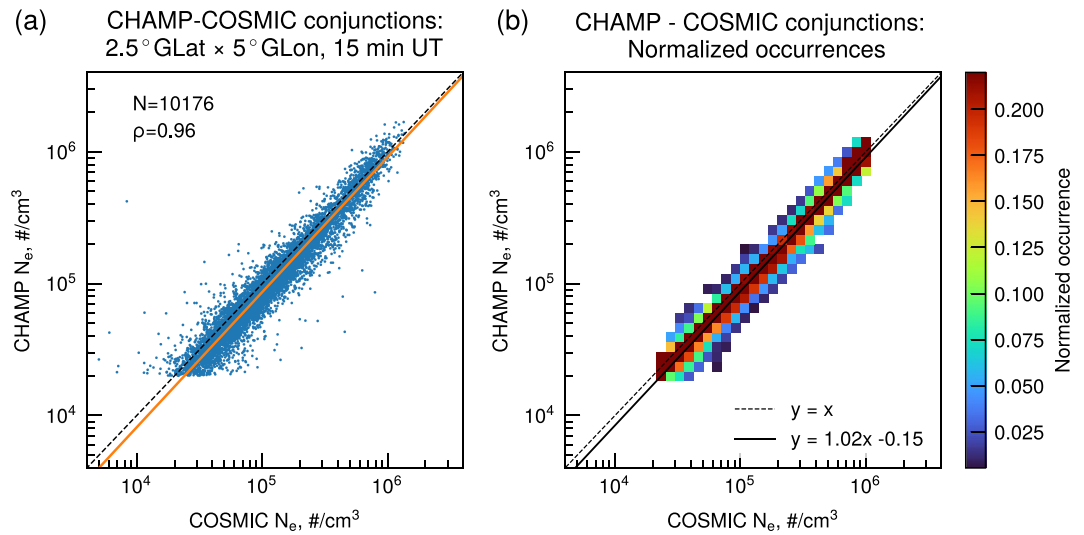 (a)
CHAMP-COSMIC conjunctions:
2.5°GLat × 5°GLon, 15 min UT
N=10176
ρ=0.96
CHAMP Nₑ, #/cm³
10⁶
10⁵
10⁴
10⁴ 10⁵ 10⁶
COSMIC Nₑ, #/cm³
(b)
CHAMP - COSMIC conjunctions:
Normalized occurrences
CHAMP Nₑ, #/cm³
10⁶
10⁵
10⁴
y = x
y = 1.02x -0.15
10⁴ 10⁵ 10⁶
COSMIC Nₑ, #/cm³
0.200
0.175
0.150
0.125
0.100
0.075
0.050
0.025
Normalized occurrence